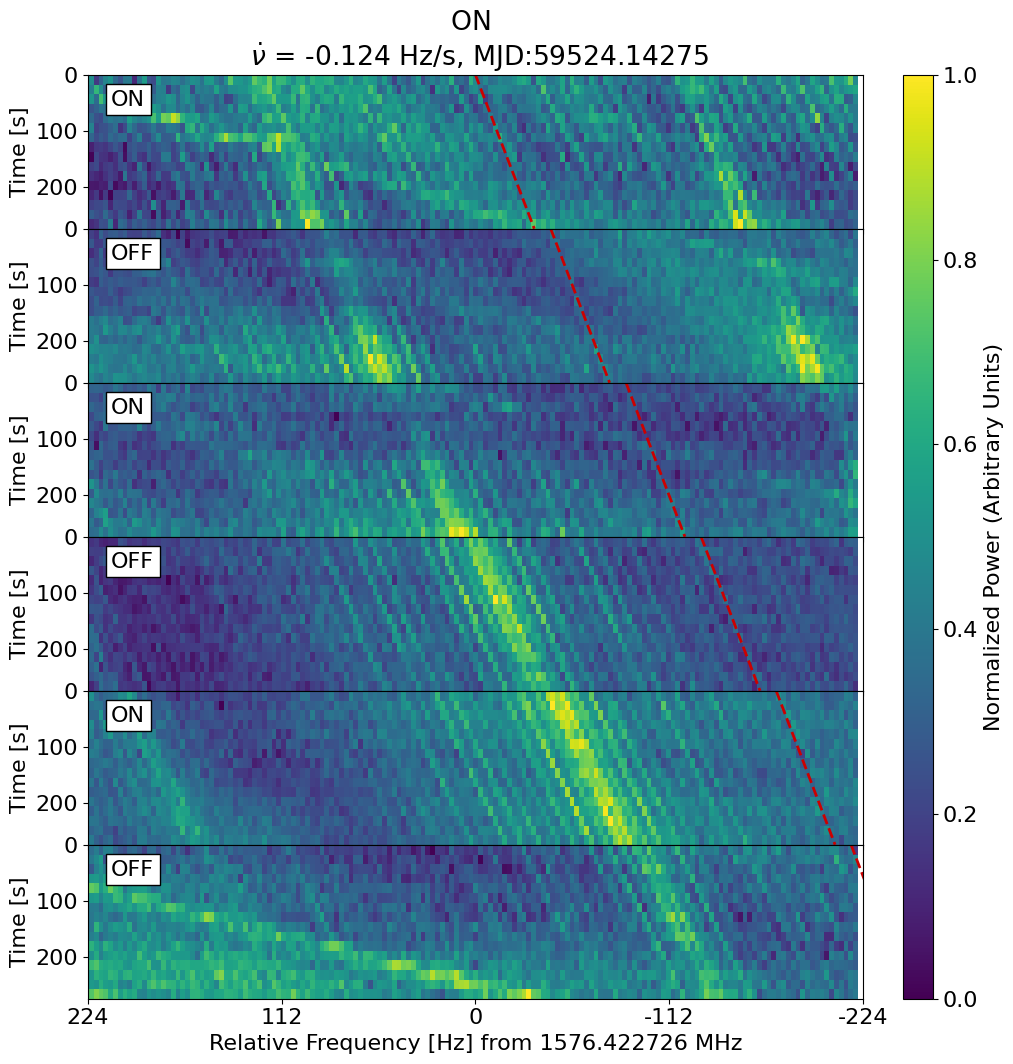 ON
ν̇ = -0.124 Hz/s, MJD:59524.14275
ON
OFF
ON
OFF
ON
OFF
Time [s]
0
100
200
Time [s]
0
100
200
Time [s]
0
100
200
Time [s]
0
100
200
Time [s]
0
100
200
Time [s]
0
100
200
224
112
0
-112
-224
Relative Frequency [Hz] from 1576.422726 MHz
1.0
0.8
0.6
0.4
0.2
0.0
Normalized Power (Arbitrary Units)